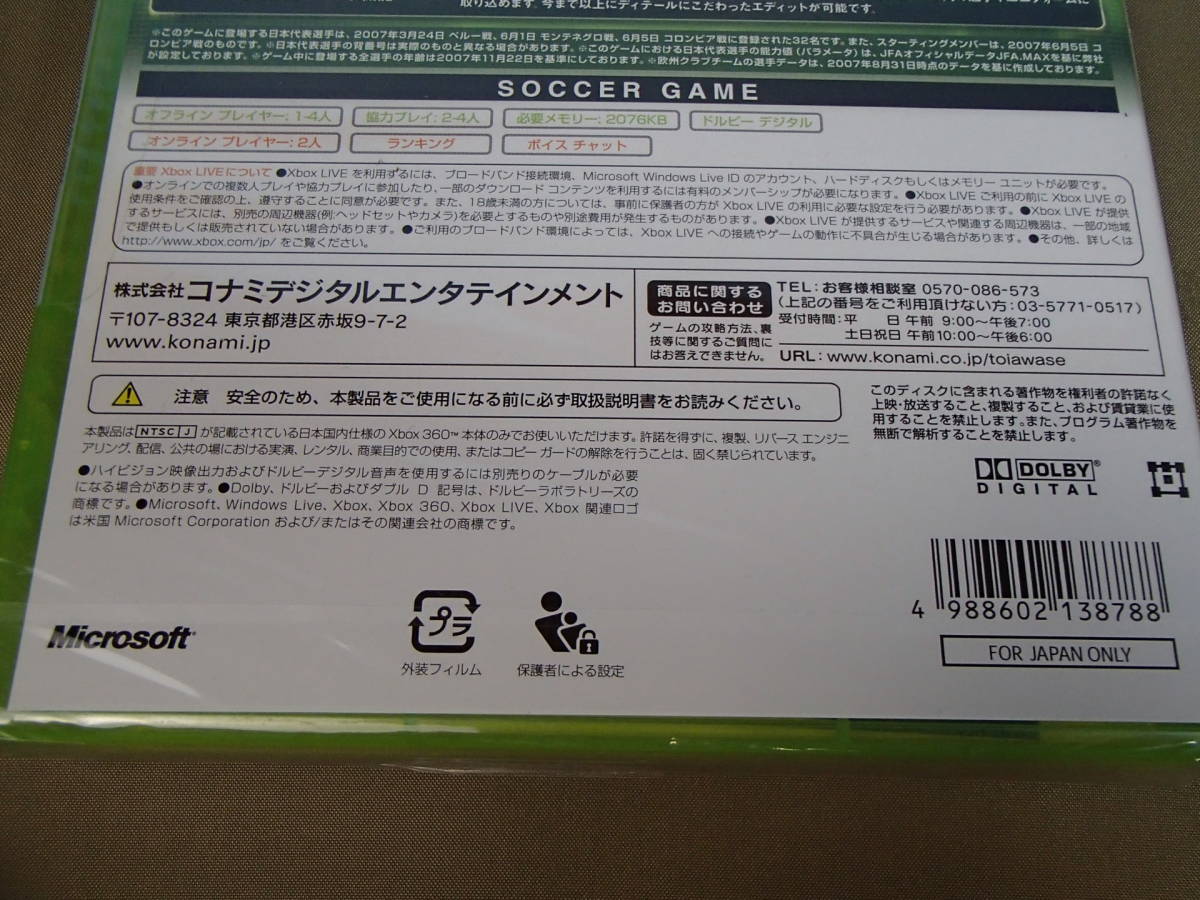 取り込めます。今まで以上にディテールにこだわったエディットが可能です。
※このゲームに登場する日本代表選手は、2007年3月24日 ペルー戦、6月1日 モンテネグロ戦、6月5日 コロンビア戦に登録された32名です。また、スターティングメンバーは、2007年6月5日 コ
ロンビア戦のものです。※日本代表選手の背番号は実際のものと異なる場合があります。※このゲームにおける日本代表選手の能力値(パラメータ)は、JFAオフィシャルデータJFA.MAXを基に弊社
が設定しております。※ゲーム中に登場する全選手の年齢は2007年11月22日を基準にしております。※欧州クラブチームの選手データは、2007年8月31日時点のデータを基に作成しております。
SOCCER GAME
オフライン プレイヤー: 1-4人 協力プレイ: 2-4人 必要メモリー: 2076KB ドルビー デジタル
オンライン プレイヤー: 2人 ランキング ボイス チャット
重要 Xbox LIVEについて ●Xbox LIVE を利用するには、ブロードバンド接続環境、Microsoft Windows Live ID のアカウント、ハードディスクもしくはメモリー ユニットが必要です。
●オンラインでの複数人プレイや協力プレイに参加したり、一部のダウンロード コンテンツを利用するには有料のメンバーシップが必要になります。●Xbox LIVE ご利用の前に Xbox LIVE の
使用条件をご確認の上、遵守することに同意が必要です。また、18歳未満の方については、事前に保護者の方が Xbox LIVE の利用に必要な設定を行う必要があります。●Xbox LIVE が提供
するサービスには、別売の周辺機器(例:ヘッドセットやカメラ)を必要とするものや別途費用が発生するものがあります。●Xbox LIVE が提供するサービスや関連する周辺機器は、一部の地域
で提供もしくは販売されていない場合があります。●ご利用のブロードバンド環境によっては、Xbox LIVE への接続やゲームの動作に不具合が生じる場合があります。●その他、詳しくは
http://www.xbox.com/jp/ をご覧ください。
株式会社 コナミデジタルエンタテインメント
〒107-8324 東京都港区赤坂9-7-2
www.konami.jp
商品に関する
お問い合わせ
ゲームの攻略方法、裏
技等に関するご質問に
はお答えできません。
TEL: お客様相談室 0570-086-573
(上記の番号をご利用頂けない方:03-5771-0517)
受付時間:平 日 午前 9:00〜午後7:00
土日祝日 午前10:00〜午後6:00
URL: www.konami.co.jp/toiawase
注意 安全のため、本製品をご使用になる前に必ず取扱説明書をお読みください。
本製品は NTSC J が記載されている日本国内仕様の Xbox 360™ 本体のみでお使いいただけます。許諾を得ずに、複製、リバース エンジニ
アリング、配信、公共の場における実演、レンタル、商業目的での使用、またはコピー ガードの解除を行うことは、固く禁じられています。
●ハイビジョン映像出力およびドルビーデジタル音声を使用するには別売りのケーブルが必要
になる場合があります。●Dolby、ドルビーおよびダブル D 記号は、ドルビーラボラトリーズの
商標です。●Microsoft、Windows Live、Xbox、Xbox 360、Xbox LIVE、Xbox 関連ロゴ
は米国 Microsoft Corporation および/またはその関連会社の商標です。
このディスクに含まれる著作物を権利者の許諾なく
上映・放送すること、複製すること、および賃貸業に使
用することを禁止します。また、プログラム著作物を
無断で解析することを禁止します。
DOLBY®
DIGITAL
4 988602 138788
FOR JAPAN ONLY
Microsoft®
プラ
外装フィルム
保護者による設定